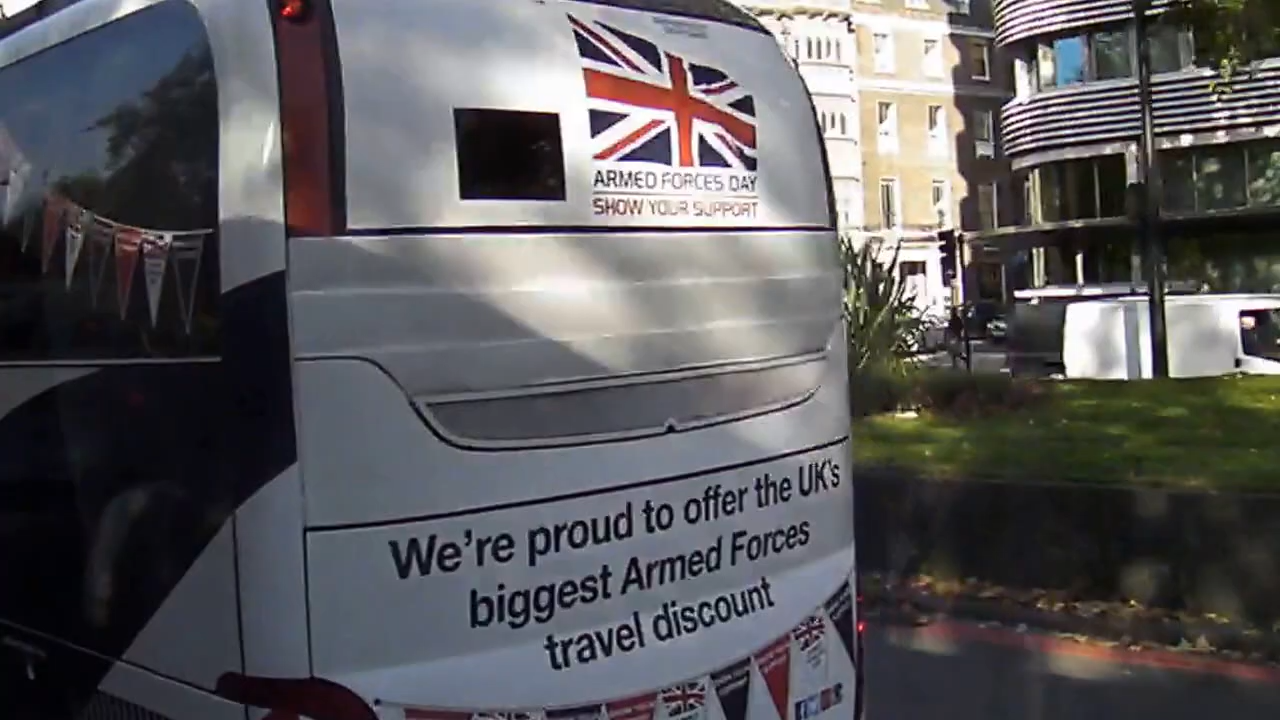 ARMED FORCES DAY
SHOW YOUR SUPPORT
We're proud to offer the UK's
biggest Armed Forces
travel discount